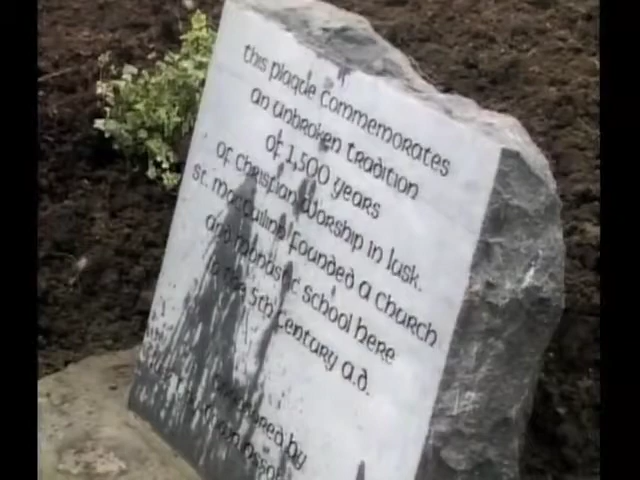 this plaque commemorates
an unbroken tradition
of 1,500 years
of christian worship in lusk.
st. macculind founded a church
and monastic school here
in the 5th century a.d.
by